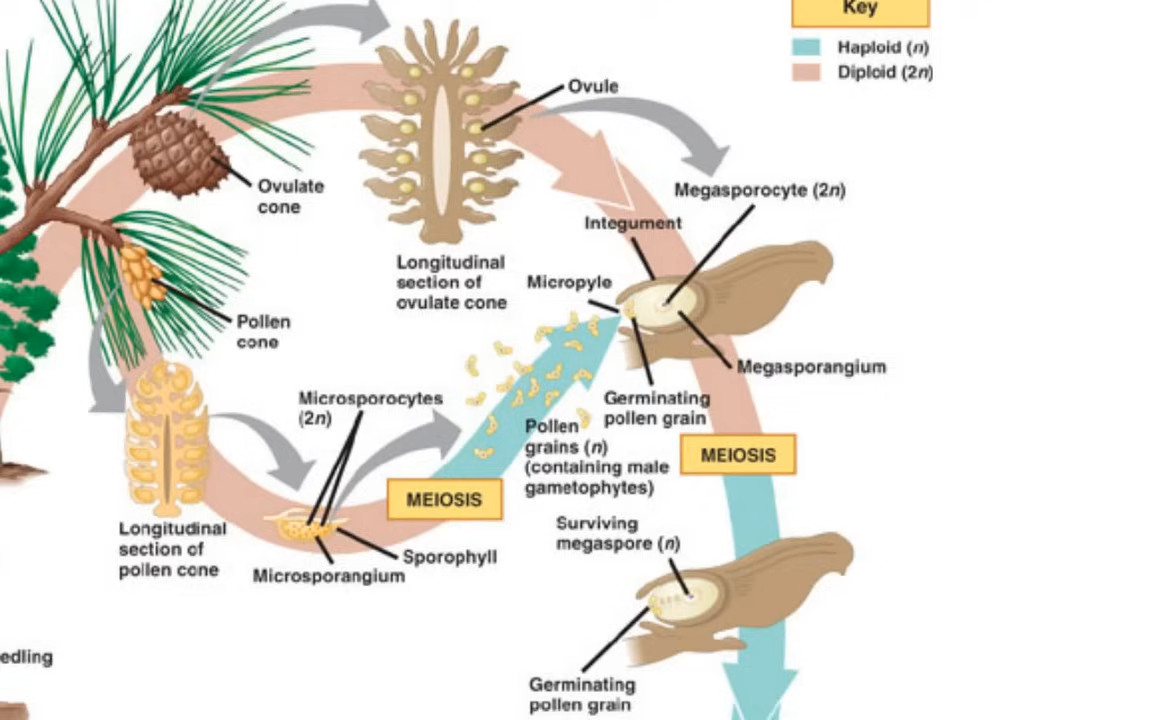 Key
Haploid (n)
Diploid (2n)
Ovule
Ovulate
cone
Megasporocyte (2n)
Integument
Longitudinal
section of
ovulate cone
Micropyle
Pollen
cone
Megasporangium
Microsporocytes
(2n)
Germinating
pollen grain
Pollen
grains (n)
(containing male
gametophytes)
MEIOSIS
MEIOSIS
Surviving
megaspore (n)
Longitudinal
section of
pollen cone
Sporophyll
Microsporangium
edling
Germinating
pollen grain